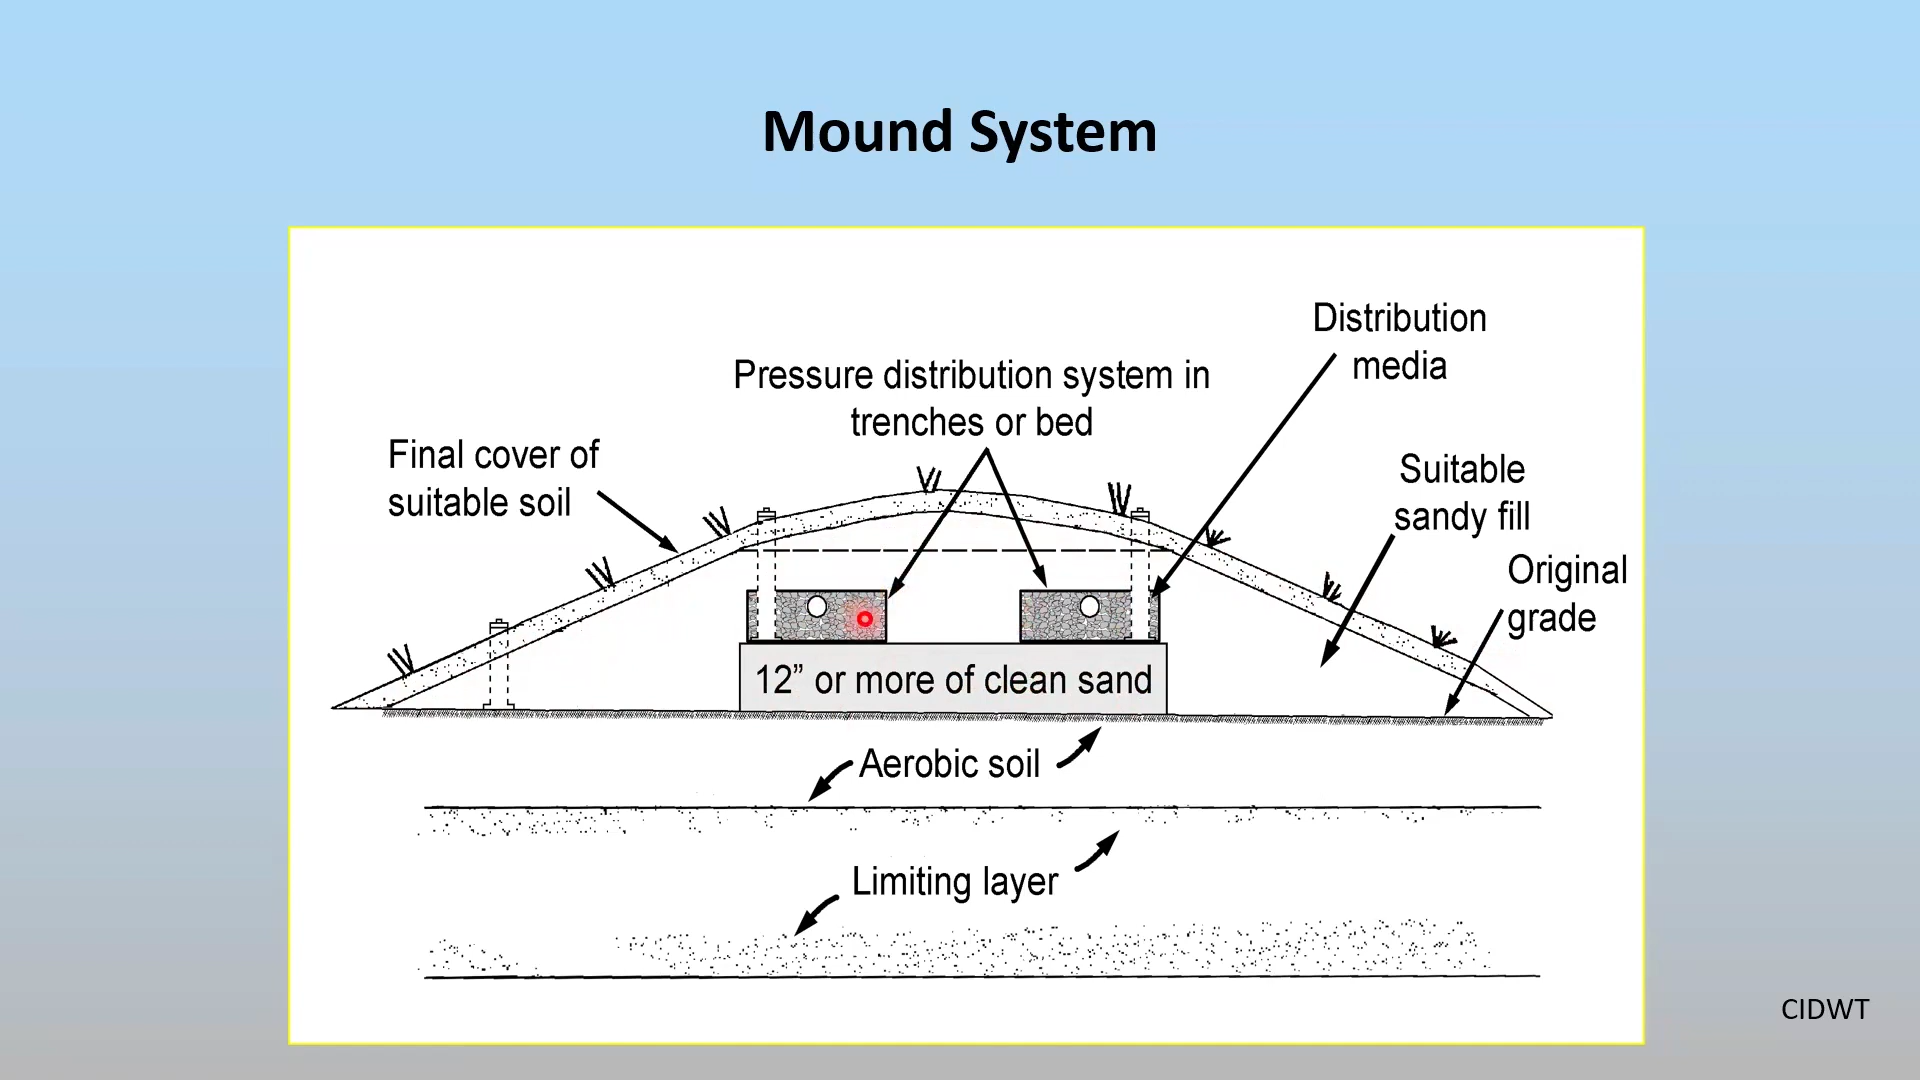 Mound System
Distribution
media
Pressure distribution system in
trenches or bed
Final cover of
suitable soil
Suitable
sandy fill
Original
grade
12” or more of clean sand
Aerobic soil
Limiting layer
CIDWT